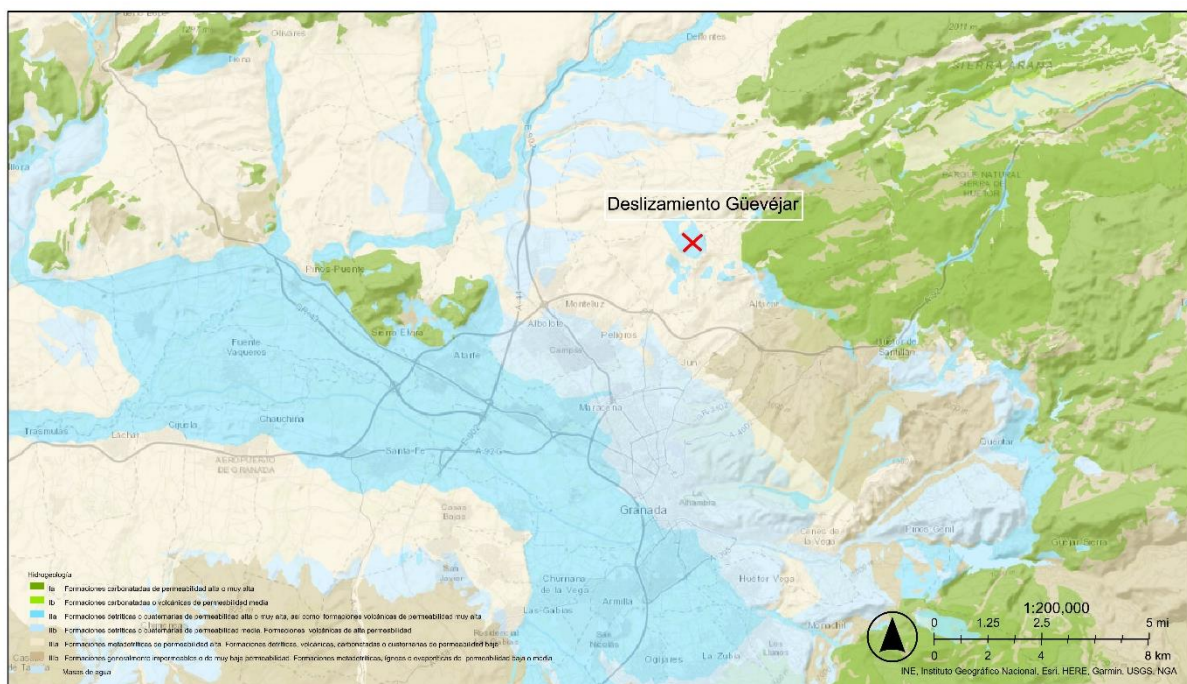 Olivares
Deifontes
SIERRA ARANA
PARQUE NATURAL
SIERRA DE
HUÉTOR
Deslizamiento Güevéjar
Pinos-Puente
Sierra Elvira
Albolote
Monteluz
Peligros
Alfacar
Huétor de
Santillán
Fuente
Vaqueros
Atarfe
Jun
Chauchina
Maracena
Trasmulas
Láchar
AEROPUERTO
DE GRANADA
Santa-Fe
A-92-G
Quéntar
La
Alhambra
Granada
Casas
Bajas
Cenes de
la Vega
Pinos Genil
Güéjar-Sierra
San
Javier
Churriana
de la Vega
Huétor Vega
Armilla
Las-Gabias
Monachil
Ogíjares
La Zubia
Los
Llanos
Hidrogeología
Ia Formaciones carbonatadas de permeabilidad alta o muy alta
Ib Formaciones carbonatadas o volcánicas de permeabilidad media
IIa Formaciones detríticas o cuaternarias de permeabilidad alta o muy alta, así como formaciones volcánicas de permeabilidad muy alta
IIb Formaciones detríticas o cuaternarias de permeabilidad media. Formaciones volcánicas de alta permeabilidad
IIIa Formaciones metadetríticas de permeabilidad alta. Formaciones detríticas, volcánicas, carbonatadas o cuaternarias de permeabilidad baja
IIIb Formaciones generalmente impermeables o de muy baja permeabilidad. Formaciones metadetríticas, ígneas o evaporíticas de permeabilidad baja o media
Masas de agua
1:200,000
0 1.25 2.5 5 mi
0 2 4 8 km
INE, Instituto Geográfico Nacional, Esri, HERE, Garmin, USGS, NGA